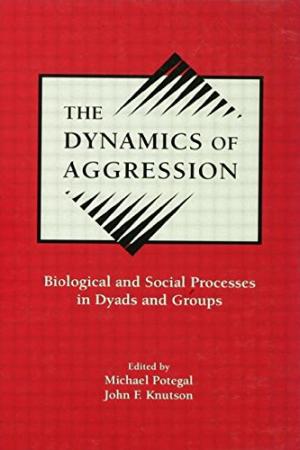 THE
DYNAMICS OF
AGGRESSION
Biological and Social Processes
in Dyads and Groups
Edited by
Michael Potegal
John F. Knutson